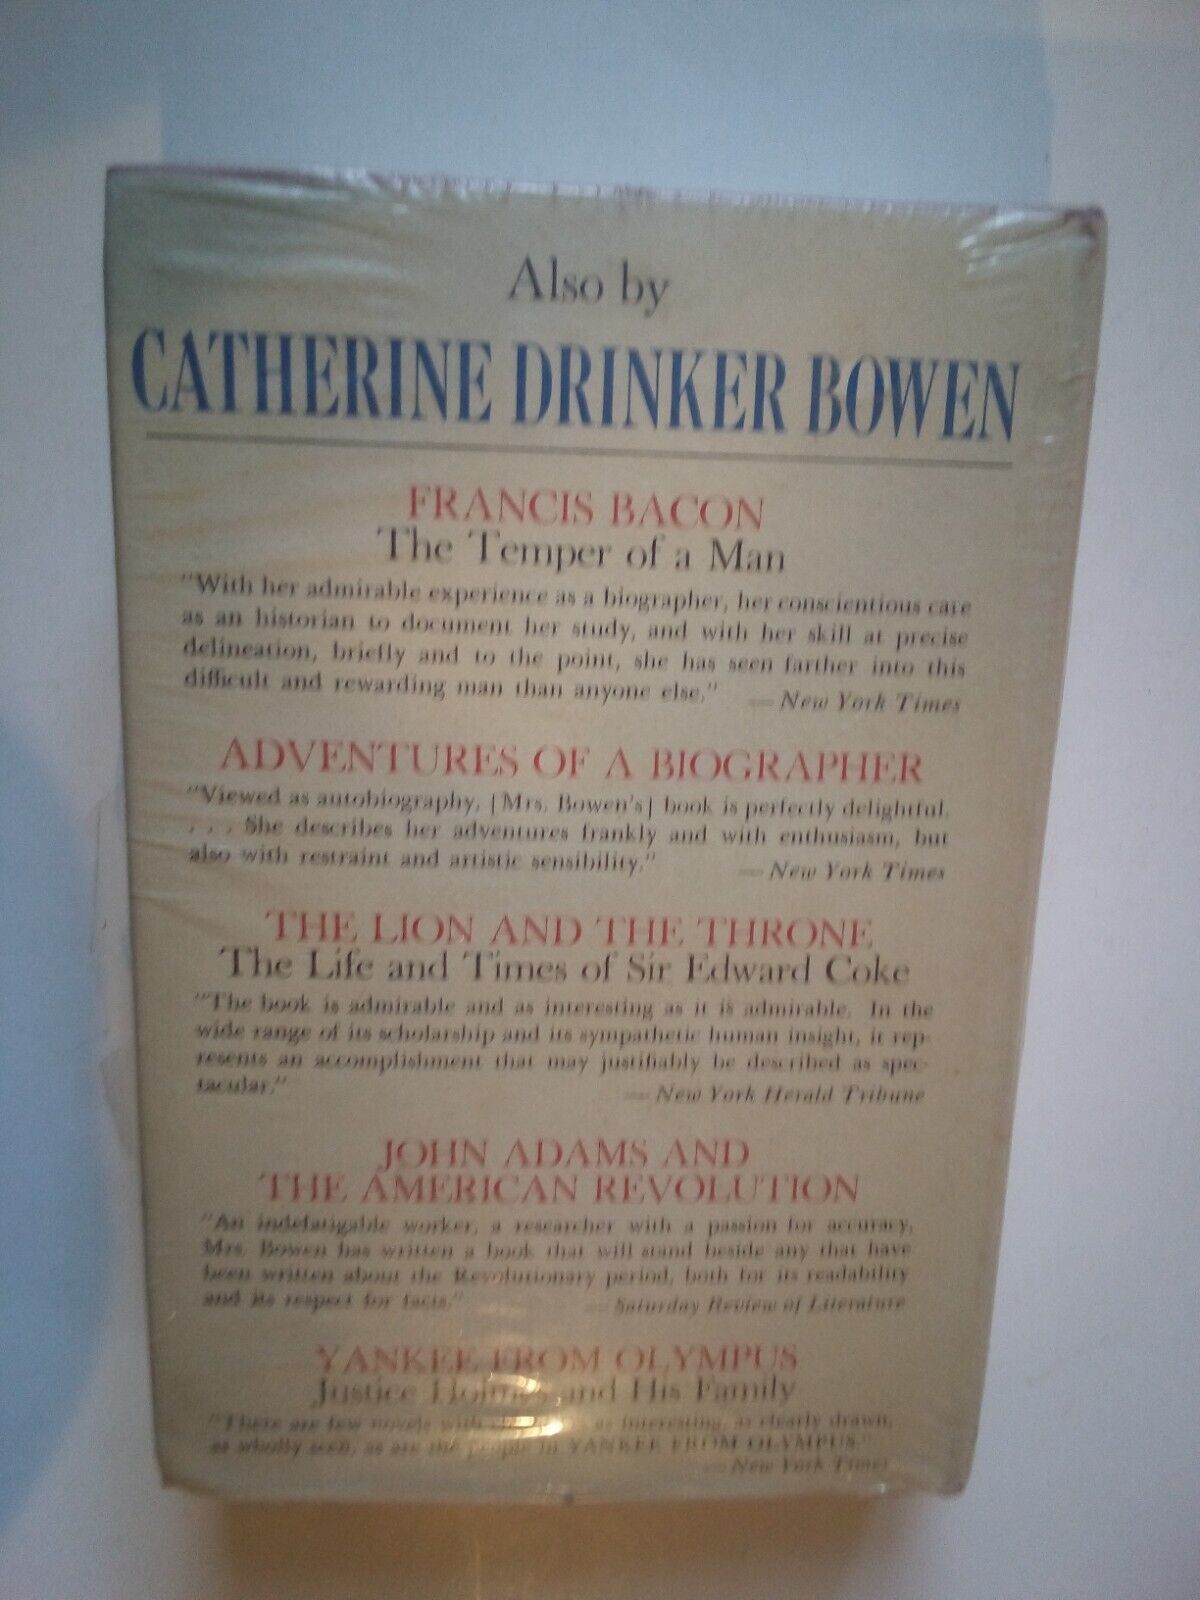 Also by
CATHERINE DRINKER BOWEN
FRANCIS BACON
The Temper of a Man
"With her admirable experience as a biographer, her conscientious care
as an historian to document her study, and with her skill at precise
delineation, briefly and to the point, she has seen farther into this
difficult and rewarding man than anyone else."
—New York Times
ADVENTURES OF A BIOGRAPHER
"Viewed as autobiography, [Mrs. Bowen's] book is perfectly delightful.
. . . She describes her adventures frankly and with enthusiasm, but
also with restraint and artistic sensibility."
—New York Times
THE LION AND THE THRONE
The Life and Times of Sir Edward Coke
"The book is admirable and as interesting as it is admirable. In the
wide range of its scholarship and its sympathetic human insight, it rep-
resents an accomplishment that may justifiably be described as spec-
tacular."
—New York Herald Tribune
JOHN ADAMS AND
THE AMERICAN REVOLUTION
"An indefatigable worker, a researcher with a passion for accuracy,
Mrs. Bowen has written a book that will stand beside any that have
been written about the Revolutionary period, both for its readability
and its respect for facts."
—Saturday Review of Literature
YANKEE FROM OLYMPUS
Justice Holmes and His Family
"There are few novels with as interesting, as clearly drawn,
as wholly seen, as are the people in YANKEE FROM OLYMPUS."
—New York Times